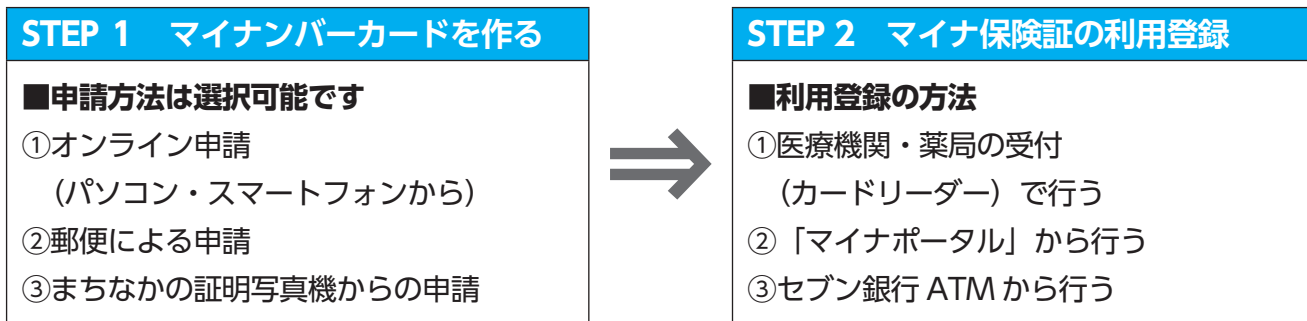 STEP 1　マイナンバーカードを作る
■申請方法は選択可能です
①オンライン申請
（パソコン・スマートフォンから）
②郵便による申請
③まちなかの証明写真機からの申請
STEP 2　マイナ保険証の利用登録
■利用登録の方法
①医療機関・薬局の受付
（カードリーダー）で行う
②「マイナポータル」から行う
③セブン銀行 ATM から行う